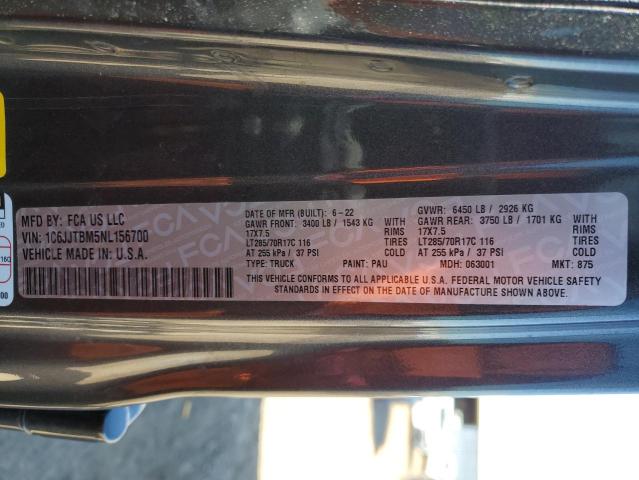 MFD BY: FCA US LLC
VIN: 1C6JJTBM5NL156700
VEHICLE MADE IN: U.S.A.
DATE OF MFR (BUILT): 6-22
GAWR FRONT: 3400 LB / 1543 KG
17X7.5 RIMS
LT285/70R17C 116 TIRES
AT 255 kPa / 37 PSI COLD
TYPE: TRUCK PAINT: PAU
GVWR: 6450 LB / 2926 KG
GAWR REAR: 3750 LB / 1701 KG
17X7.5 RIMS
LT285/70R17C 116 TIRES
AT 255 kPa / 37 PSI COLD
MDH: 063001 MKT: 875
THIS VEHICLE CONFORMS TO ALL APPLICABLE U.S.A. FEDERAL MOTOR VEHICLE SAFETY
STANDARDS IN EFFECT ON THE DATE OF MANUFACTURE SHOWN ABOVE.